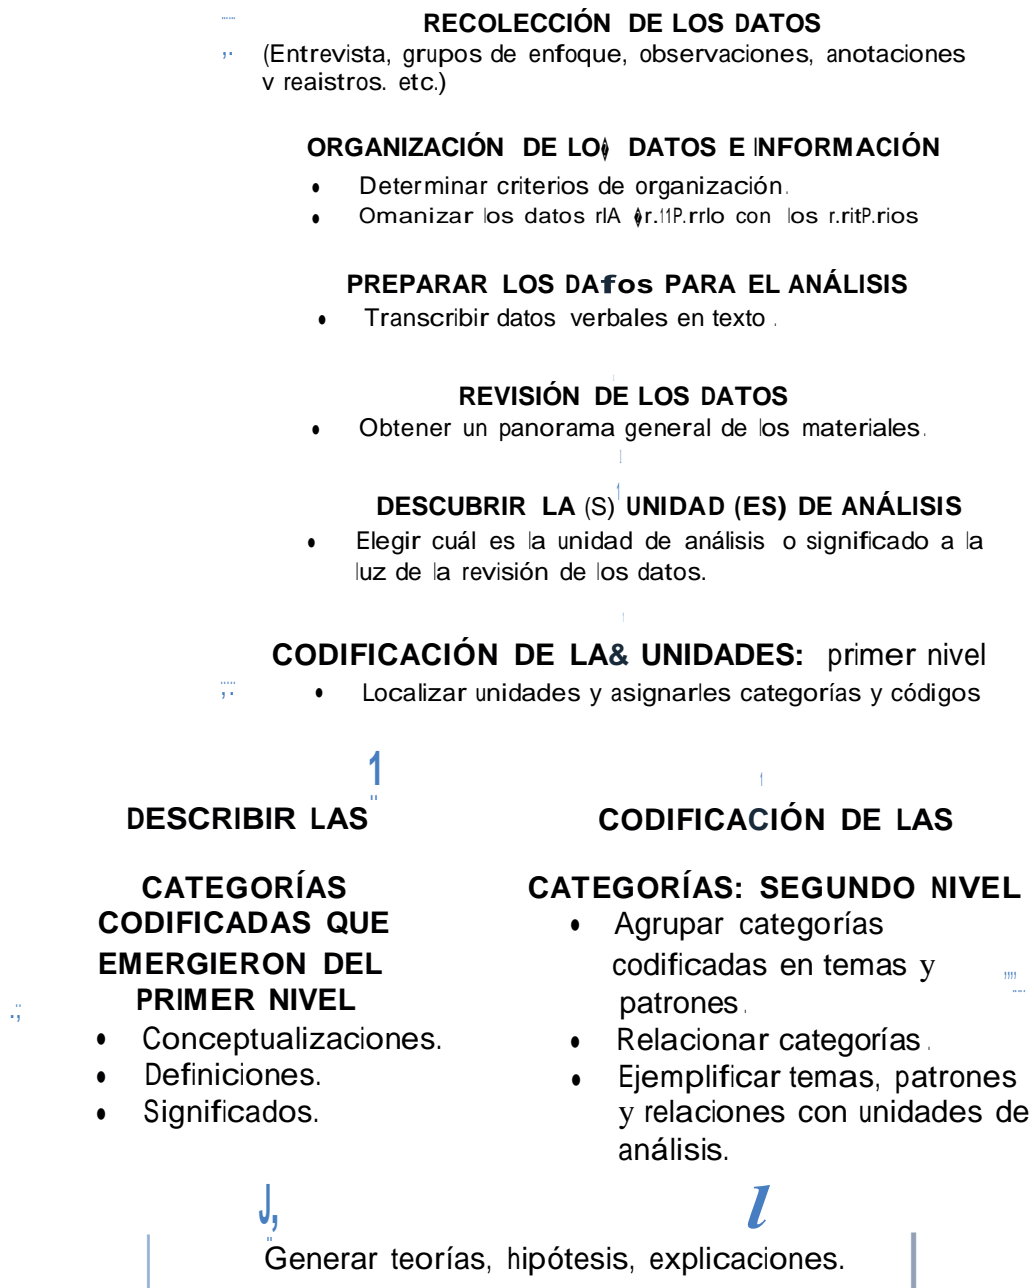 RECOLECCIÓN DE LOS DATOS
(Entrevista, grupos de enfoque, observaciones, anotaciones
v reaistros. etc.)
ORGANIZACIÓN DE LO DATOS E INFORMACIÓN
• Determinar criterios de organización.
• Omanizar los datos con los
PREPARAR LOS DAfos PARA EL ANÁLISIS
• Transcribir datos verbales en texto.
REVISIÓN DE LOS DATOS
• Obtener un panorama general de los materiales.
DESCUBRIR LA (S) UNIDAD (ES) DE ANÁLISIS
• Elegir cuál es la unidad de análisis o significado a la
luz de la revisión de los datos.
CODIFICACIÓN DE LA& UNIDADES: primer nivel
• Localizar unidades y asignarles categorías y códigos
1
DESCRIBIR LAS
CATEGORÍAS
CODIFICADAS QUE
EMERGIERON DEL
PRIMER NIVEL
• Conceptualizaciones.
• Definiciones.
• Significados.
J,
CODIFICACIÓN DE LAS
CATEGORÍAS: SEGUNDO NIVEL
• Agrupar categorías
codificadas en temas y
patrones.
• Relacionar categorías.
• Ejemplificar temas, patrones
y relaciones con unidades de
análisis.
l
Generar teorías, hipótesis, explicaciones.